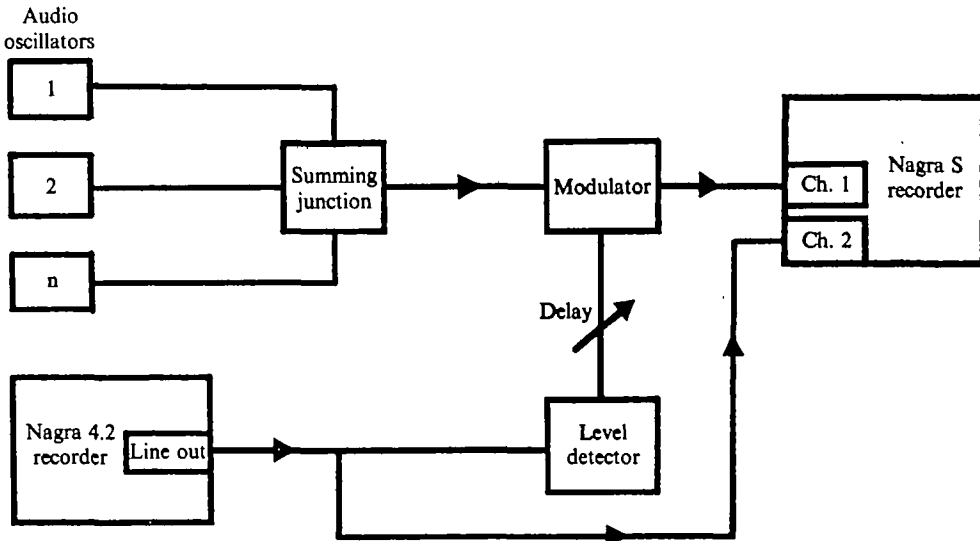 Audio
oscillators
1
2
n
Summing
junction
Modulator
Ch. 1
Ch. 2
Nagra S
recorder
Delay
Nagra 4.2
recorder
Line out
Level
detector